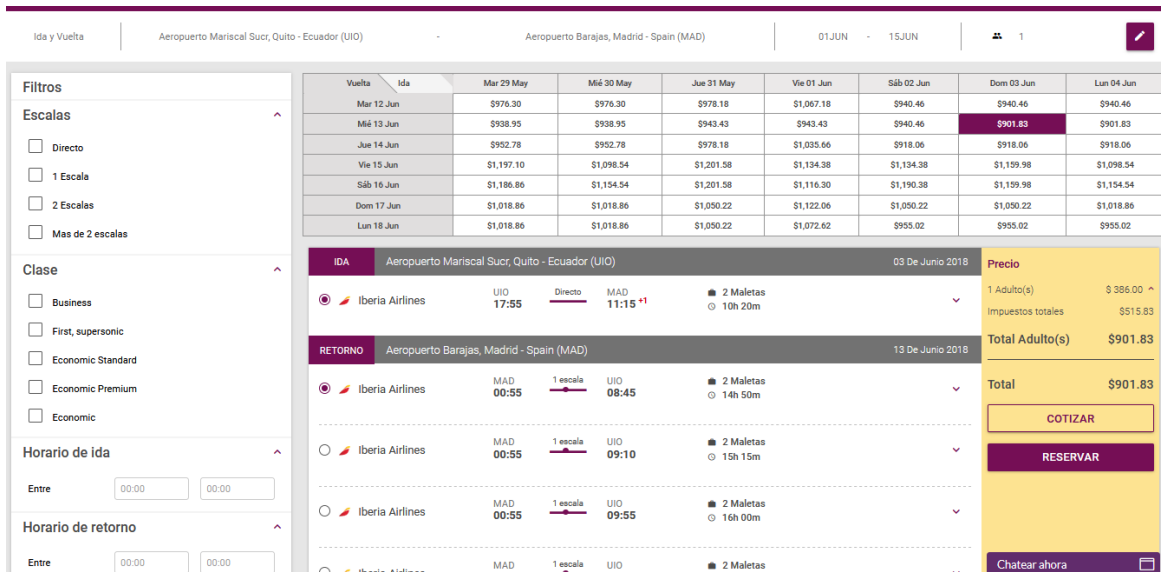 Ida y Vuelta Aeropuerto Mariscal Sucr, Quito - Ecuador (UIO) - Aeropuerto Barajas, Madrid - Spain (MAD) 01JUN - 15JUN 1
Filtros
Escalas
Directo
1 Escala
2 Escalas
Mas de 2 escalas
Clase
Business
First, supersonic
Economic Standard
Economic Premium
Economic
Horario de ida
Entre 00:00 00:00
Horario de retorno
Entre 00:00 00:00
Vuelta Ida Mar 29 May Mié 30 May Jue 31 May Vie 01 Jun Sáb 02 Jun Dom 03 Jun Lun 04 Jun
Mar 12 Jun $976.30 $976.30 $978.18 $1,067.18 $940.46 $940.46 $940.46
Mié 13 Jun $938.95 $938.95 $943.43 $943.43 $940.46 $901.83 $901.83
Jue 14 Jun $952.78 $952.78 $978.18 $1,035.66 $918.06 $918.06 $918.06
Vie 15 Jun $1,197.10 $1,098.54 $1,201.58 $1,134.38 $1,134.38 $1,159.98 $1,098.54
Sáb 16 Jun $1,186.86 $1,154.54 $1,201.58 $1,116.30 $1,190.38 $1,159.98 $1,154.54
Dom 17 Jun $1,018.86 $1,018.86 $1,050.22 $1,122.06 $1,050.22 $1,050.22 $1,018.86
Lun 18 Jun $1,018.86 $1,018.86 $1,050.22 $1,072.62 $955.02 $955.02 $955.02
IDA Aeropuerto Mariscal Sucr, Quito - Ecuador (UIO) 03 De Junio 2018
Iberia Airlines UIO Directo MAD 2 Maletas
17:55 11:15 +1 10h 20m
RETORNO Aeropuerto Barajas, Madrid - Spain (MAD) 13 De Junio 2018
Iberia Airlines MAD 1 escala UIO 2 Maletas
00:55 08:45 14h 50m
Iberia Airlines MAD 1 escala UIO 2 Maletas
00:55 09:10 15h 15m
Iberia Airlines MAD 1 escala UIO 2 Maletas
00:55 09:55 16h 00m
Iberia Airlines MAD 1 escala UIO 2 Maletas
Precio
1 Adulto(s) $ 386.00
Impuestos totales $515.83
Total Adulto(s) $901.83
Total $901.83
COTIZAR
RESERVAR
Chatear ahora